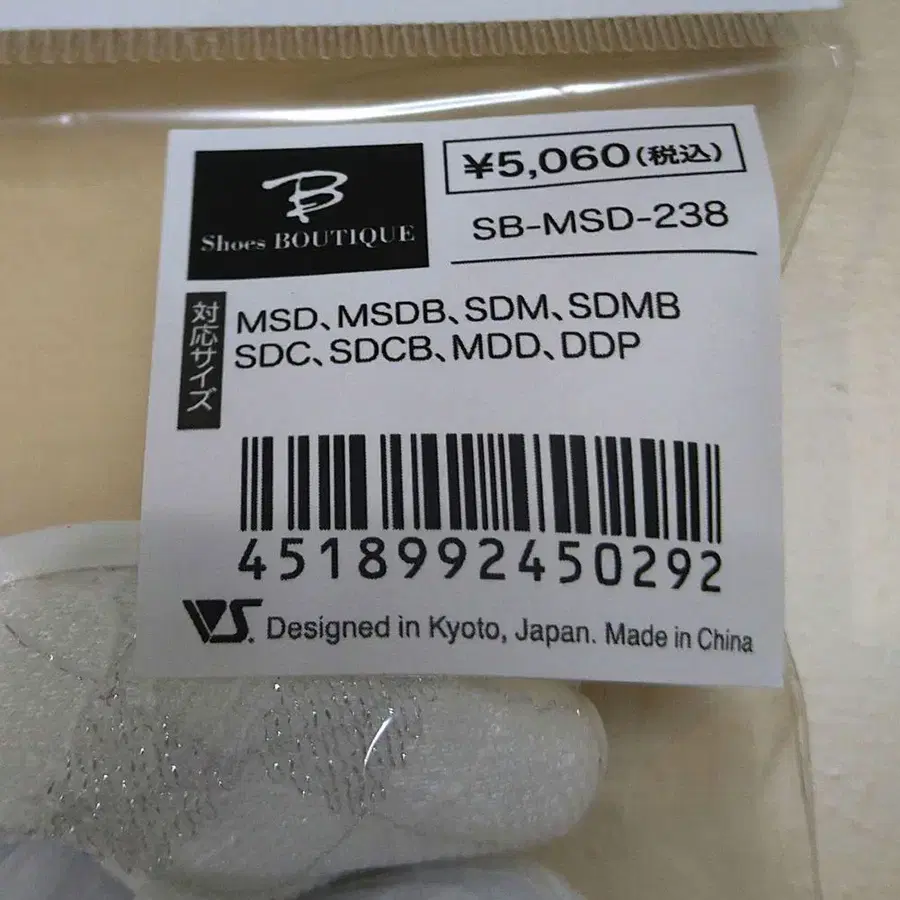 B
Shoes BOUTIQUE
¥5,060(税込)
SB-MSD-238
対応サイズ
MSD、MSDB、SDM、SDMB
SDC、SDCB、MDD、DDP
4518992450292
VS. Designed in Kyoto, Japan. Made in China